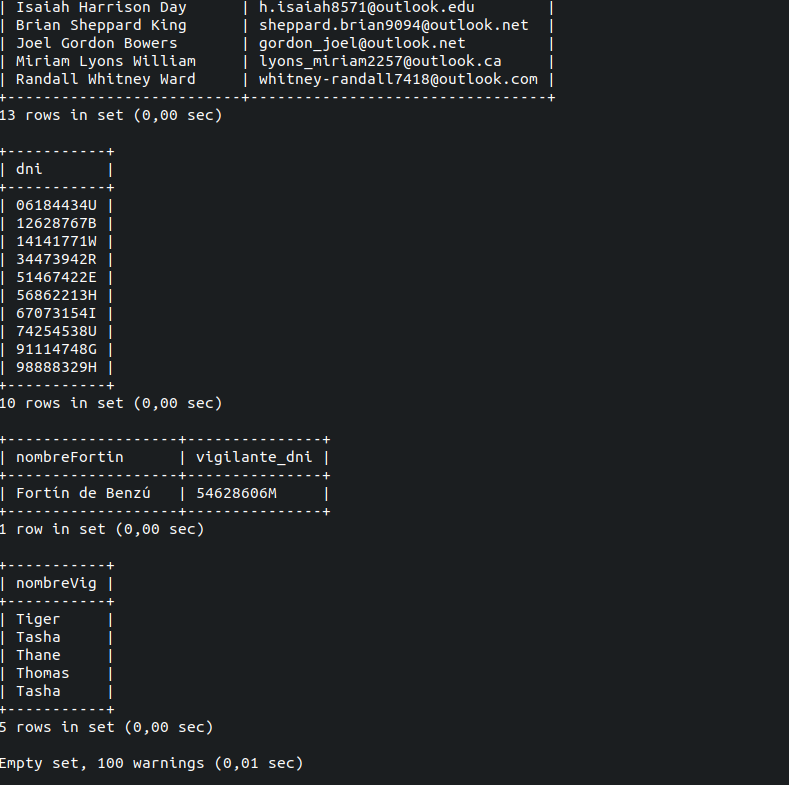 | Isaiah Harrison Day      | h.isaiah8571@outlook.edu        |
| Brian Sheppard King      | sheppard.brian9094@outlook.net  |
| Joel Gordon Bowers       | gordon_joel@outlook.net         |
| Miriam Lyons William     | lyons_miriam2257@outlook.ca     |
| Randall Whitney Ward     | whitney-randall7418@outlook.com |
+--------------------------+---------------------------------+
13 rows in set (0,00 sec)

+-----------+
| dni       |
+-----------+
| 06184434U |
| 12628767B |
| 14141771W |
| 34473942R |
| 51467422E |
| 56862213H |
| 67073154I |
| 74254538U |
| 91114748G |
| 98888329H |
+-----------+
10 rows in set (0,00 sec)

+-------------------+---------------+
| nombreFortin      | vigilante_dni |
+-------------------+---------------+
| Fortín de Benzú   | 54628606M     |
+-------------------+---------------+
1 row in set (0,00 sec)

+-----------+
| nombreVig |
+-----------+
| Tiger     |
| Tasha     |
| Thane     |
| Thomas    |
| Tasha     |
+-----------+
5 rows in set (0,00 sec)

Empty set, 100 warnings (0,01 sec)